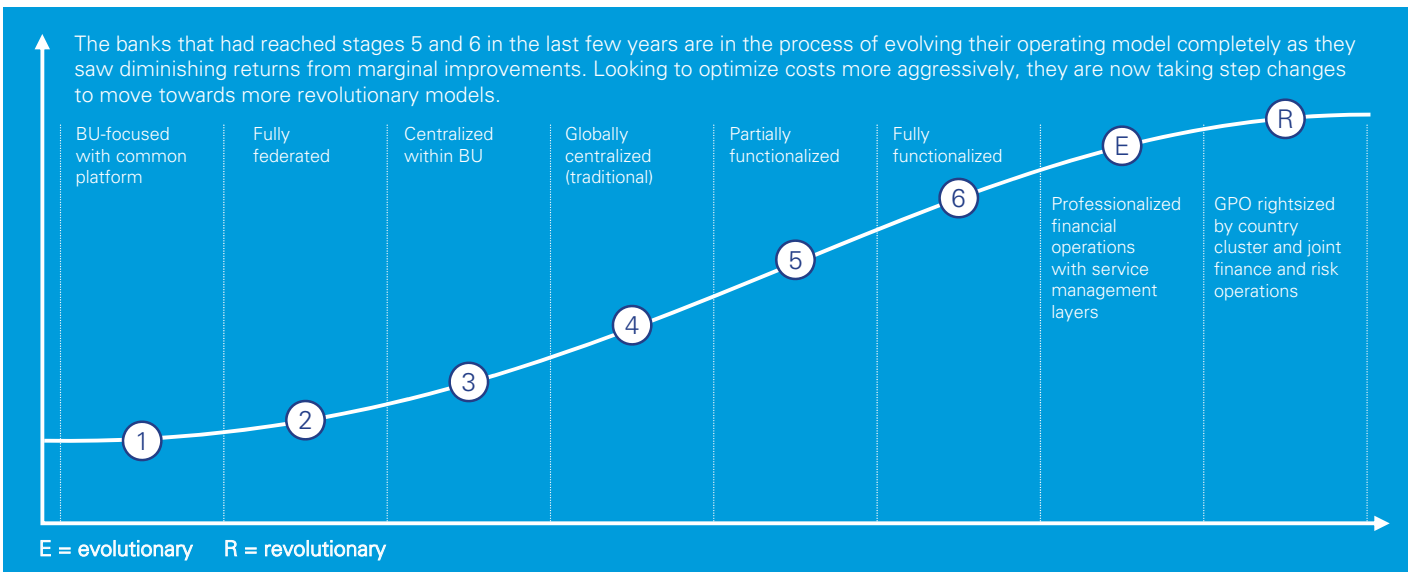 The banks that had reached stages 5 and 6 in the last few years are in the process of evolving their operating model completely as they
saw diminishing returns from marginal improvements. Looking to optimize costs more aggressively, they are now taking step changes
to move towards more revolutionary models.
BU-focused
with common
platform
Fully
federated
Centralized
within BU
Globally
centralized
(traditional)
Partially
functionalized
Fully
functionalized
Professionalized
financial
operations
with service
management
layers
GPO rightsized
by country
cluster and joint
finance and risk
operations
1
2
3
4
5
6
E
R
E = evolutionary R = revolutionary